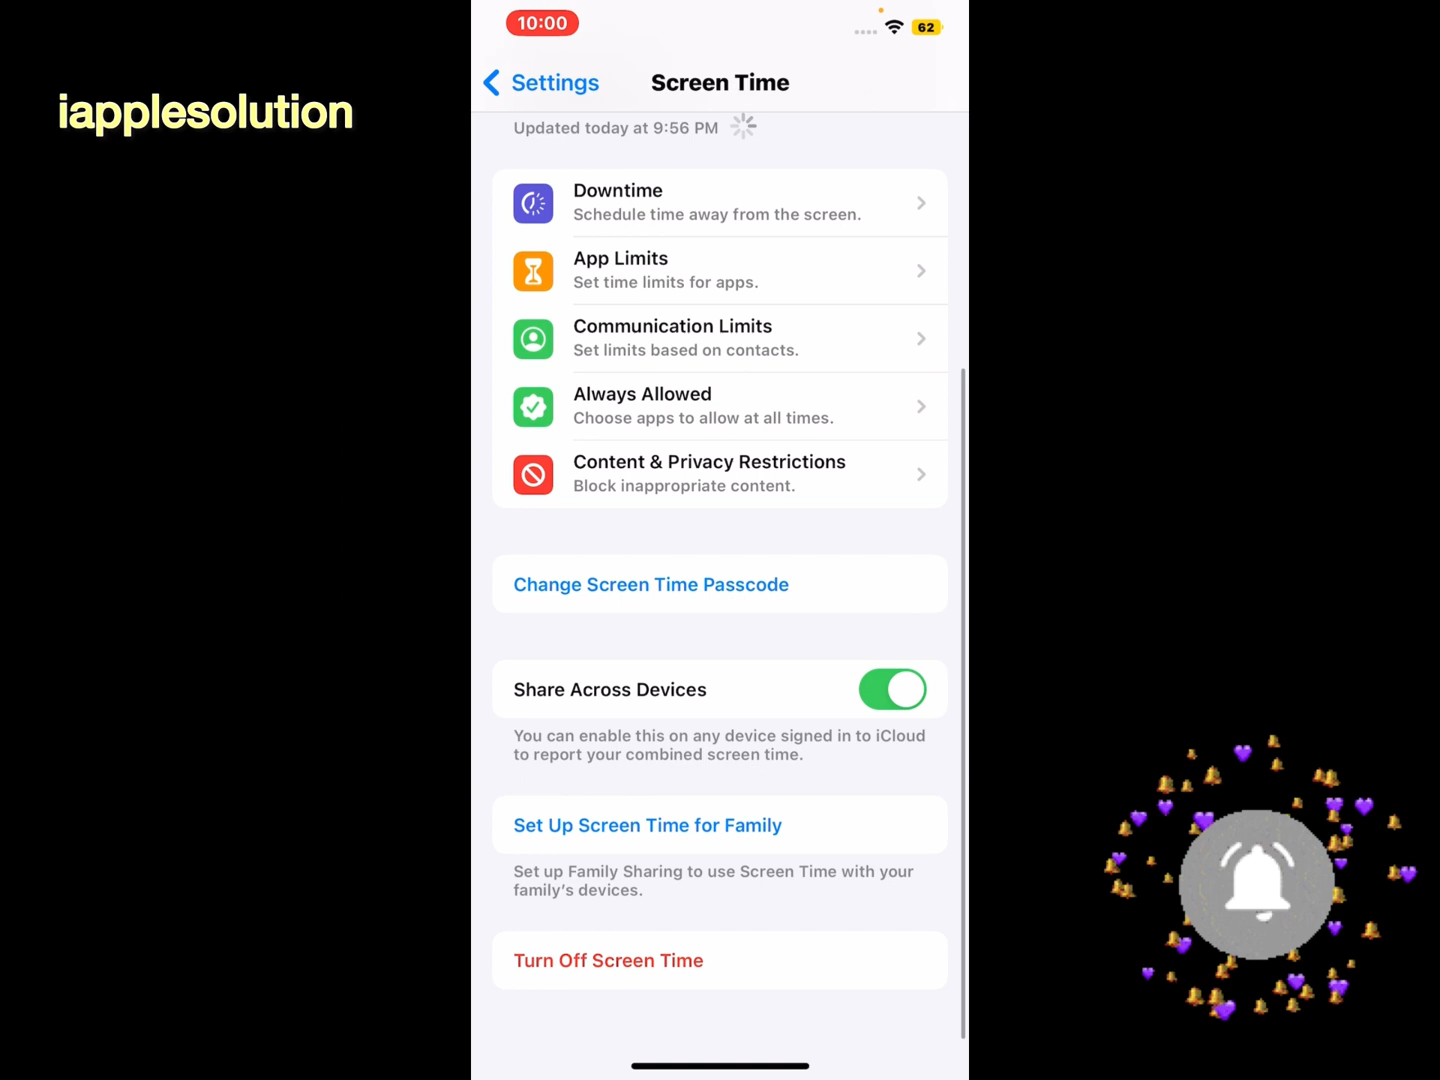 iapplesolution
10:00
62
Settings
Screen Time
Updated today at 9:56 PM
Downtime
Schedule time away from the screen.
App Limits
Set time limits for apps.
Communication Limits
Set limits based on contacts.
Always Allowed
Choose apps to allow at all times.
Content & Privacy Restrictions
Block inappropriate content.
Change Screen Time Passcode
Share Across Devices
You can enable this on any device signed in to iCloud
to report your combined screen time.
Set Up Screen Time for Family
Set up Family Sharing to use Screen Time with your
family’s devices.
Turn Off Screen Time